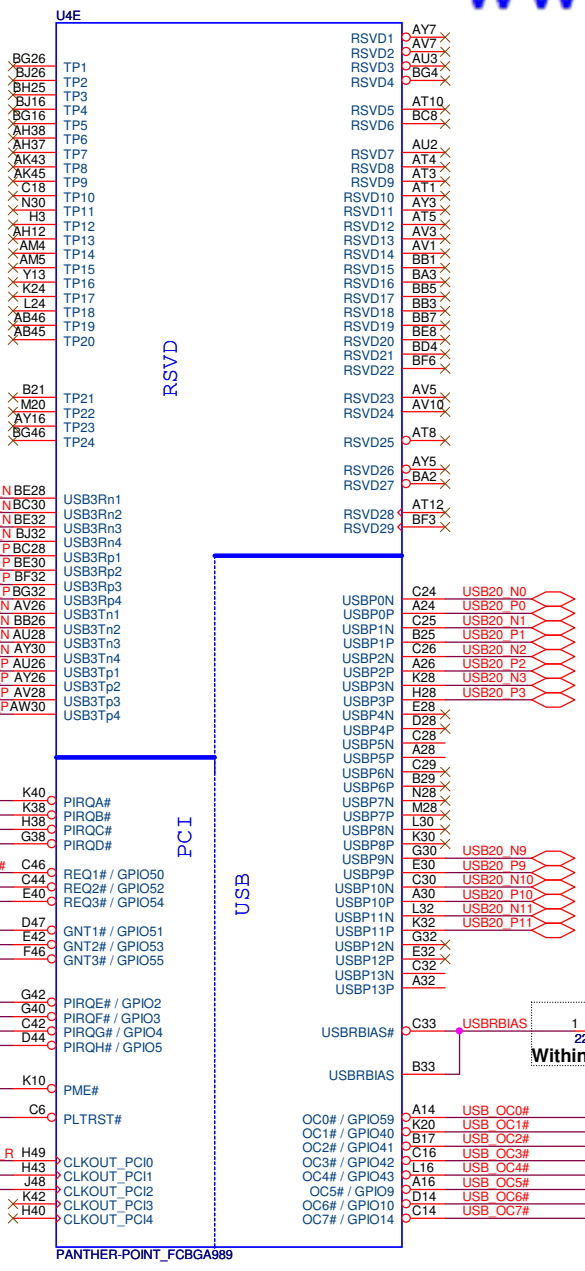 U4E
BG26 TP1
BJ26 TP2
BH25 TP3
BJ16 TP4
BG16 TP5
AH38 TP6
AH37 TP7
AK43 TP8
AK45 TP9
C18 TP10
N30 TP11
H3 TP12
AH12 TP13
AM4 TP14
AM5 TP15
Y13 TP16
K24 TP17
L24 TP18
AB46 TP19
AB45 TP20
B21 TP21
M20 TP22
AY16 TP23
BG46 TP24
RSVD
N BE28 USB3Rn1
N BC30 USB3Rn2
N BE32 USB3Rn3
N BJ32 USB3Rn4
P BC28 USB3Rp1
P BE30 USB3Rp2
P BF32 USB3Rp3
P BG32 USB3Rp4
N AV26 USB3Tn1
N BB26 USB3Tn2
N AU28 USB3Tn3
N AY30 USB3Tn4
P AU26 USB3Tp1
P AY26 USB3Tp2
P AV28 USB3Tp3
P AW30 USB3Tp4
K40 PIRQA#
K38 PIRQB#
H38 PIRQC#
G38 PIRQD#
PCI
# C46 REQ1# / GPIO50
C44 REQ2# / GPIO52
E40 REQ3# / GPIO54
D47 GNT1# / GPIO51
E42 GNT2# / GPIO53
F46 GNT3# / GPIO55
G42 PIRQE# / GPIO2
G40 PIRQF# / GPIO3
C42 PIRQG# / GPIO4
D44 PIRQH# / GPIO5
K10 PME#
C6 PLTRST#
R H49 CLKOUT_PCI0
H43 CLKOUT_PCI1
J48 CLKOUT_PCI2
K42 CLKOUT_PCI3
H40 CLKOUT_PCI4
RSVD1 AY7
RSVD2 AV7
RSVD3 AU3
RSVD4 BG4
RSVD5 AT10
RSVD6 BC8
RSVD7 AU2
RSVD8 AT4
RSVD9 AT3
RSVD10 AT1
RSVD11 AY3
RSVD12 AT5
RSVD13 AV3
RSVD14 AV1
RSVD15 BB1
RSVD16 BA3
RSVD17 BB5
RSVD18 BB3
RSVD19 BB7
RSVD20 BE8
RSVD21 BD4
RSVD22 BF6
RSVD23 AV5
RSVD24 AV10
RSVD25 AT8
RSVD26 AY5
RSVD27 BA2
RSVD28 AT12
RSVD29 BF3
USB
USBP0N C24 USB20_N0
USBP0P A24 USB20_P0
USBP1N C25 USB20_N1
USBP1P B25 USB20_P1
USBP2N C26 USB20_N2
USBP2P A26 USB20_P2
USBP3N K28 USB20_N3
USBP3P H28 USB20_P3
USBP4N E28
USBP4P D28
USBP5N C28
USBP5P A28
USBP6N C29
USBP6P B29
USBP7N N28
USBP7P M28
USBP8N L30
USBP8P K30
USBP9N G30 USB20_N9
USBP9P E30 USB20_P9
USBP10N C30 USB20_N10
USBP10P A30 USB20_P10
USBP11N L32 USB20_N11
USBP11P K32 USB20_P11
USBP12N G32
USBP12P E32
USBP13N C32
USBP13P A32
USBRBIAS# C33 USBRBIAS 1
22
Within
USBRBIAS B33
OC0# / GPIO59 A14 USB_OC0#
OC1# / GPIO40 K20 USB_OC1#
OC2# / GPIO41 B17 USB_OC2#
OC3# / GPIO42 C16 USB_OC3#
OC4# / GPIO43 L16 USB_OC4#
OC5# / GPIO9 A16 USB_OC5#
OC6# / GPIO10 D14 USB_OC6#
OC7# / GPIO14 C14 USB_OC7#
PANTHER-POINT_FCBGA989